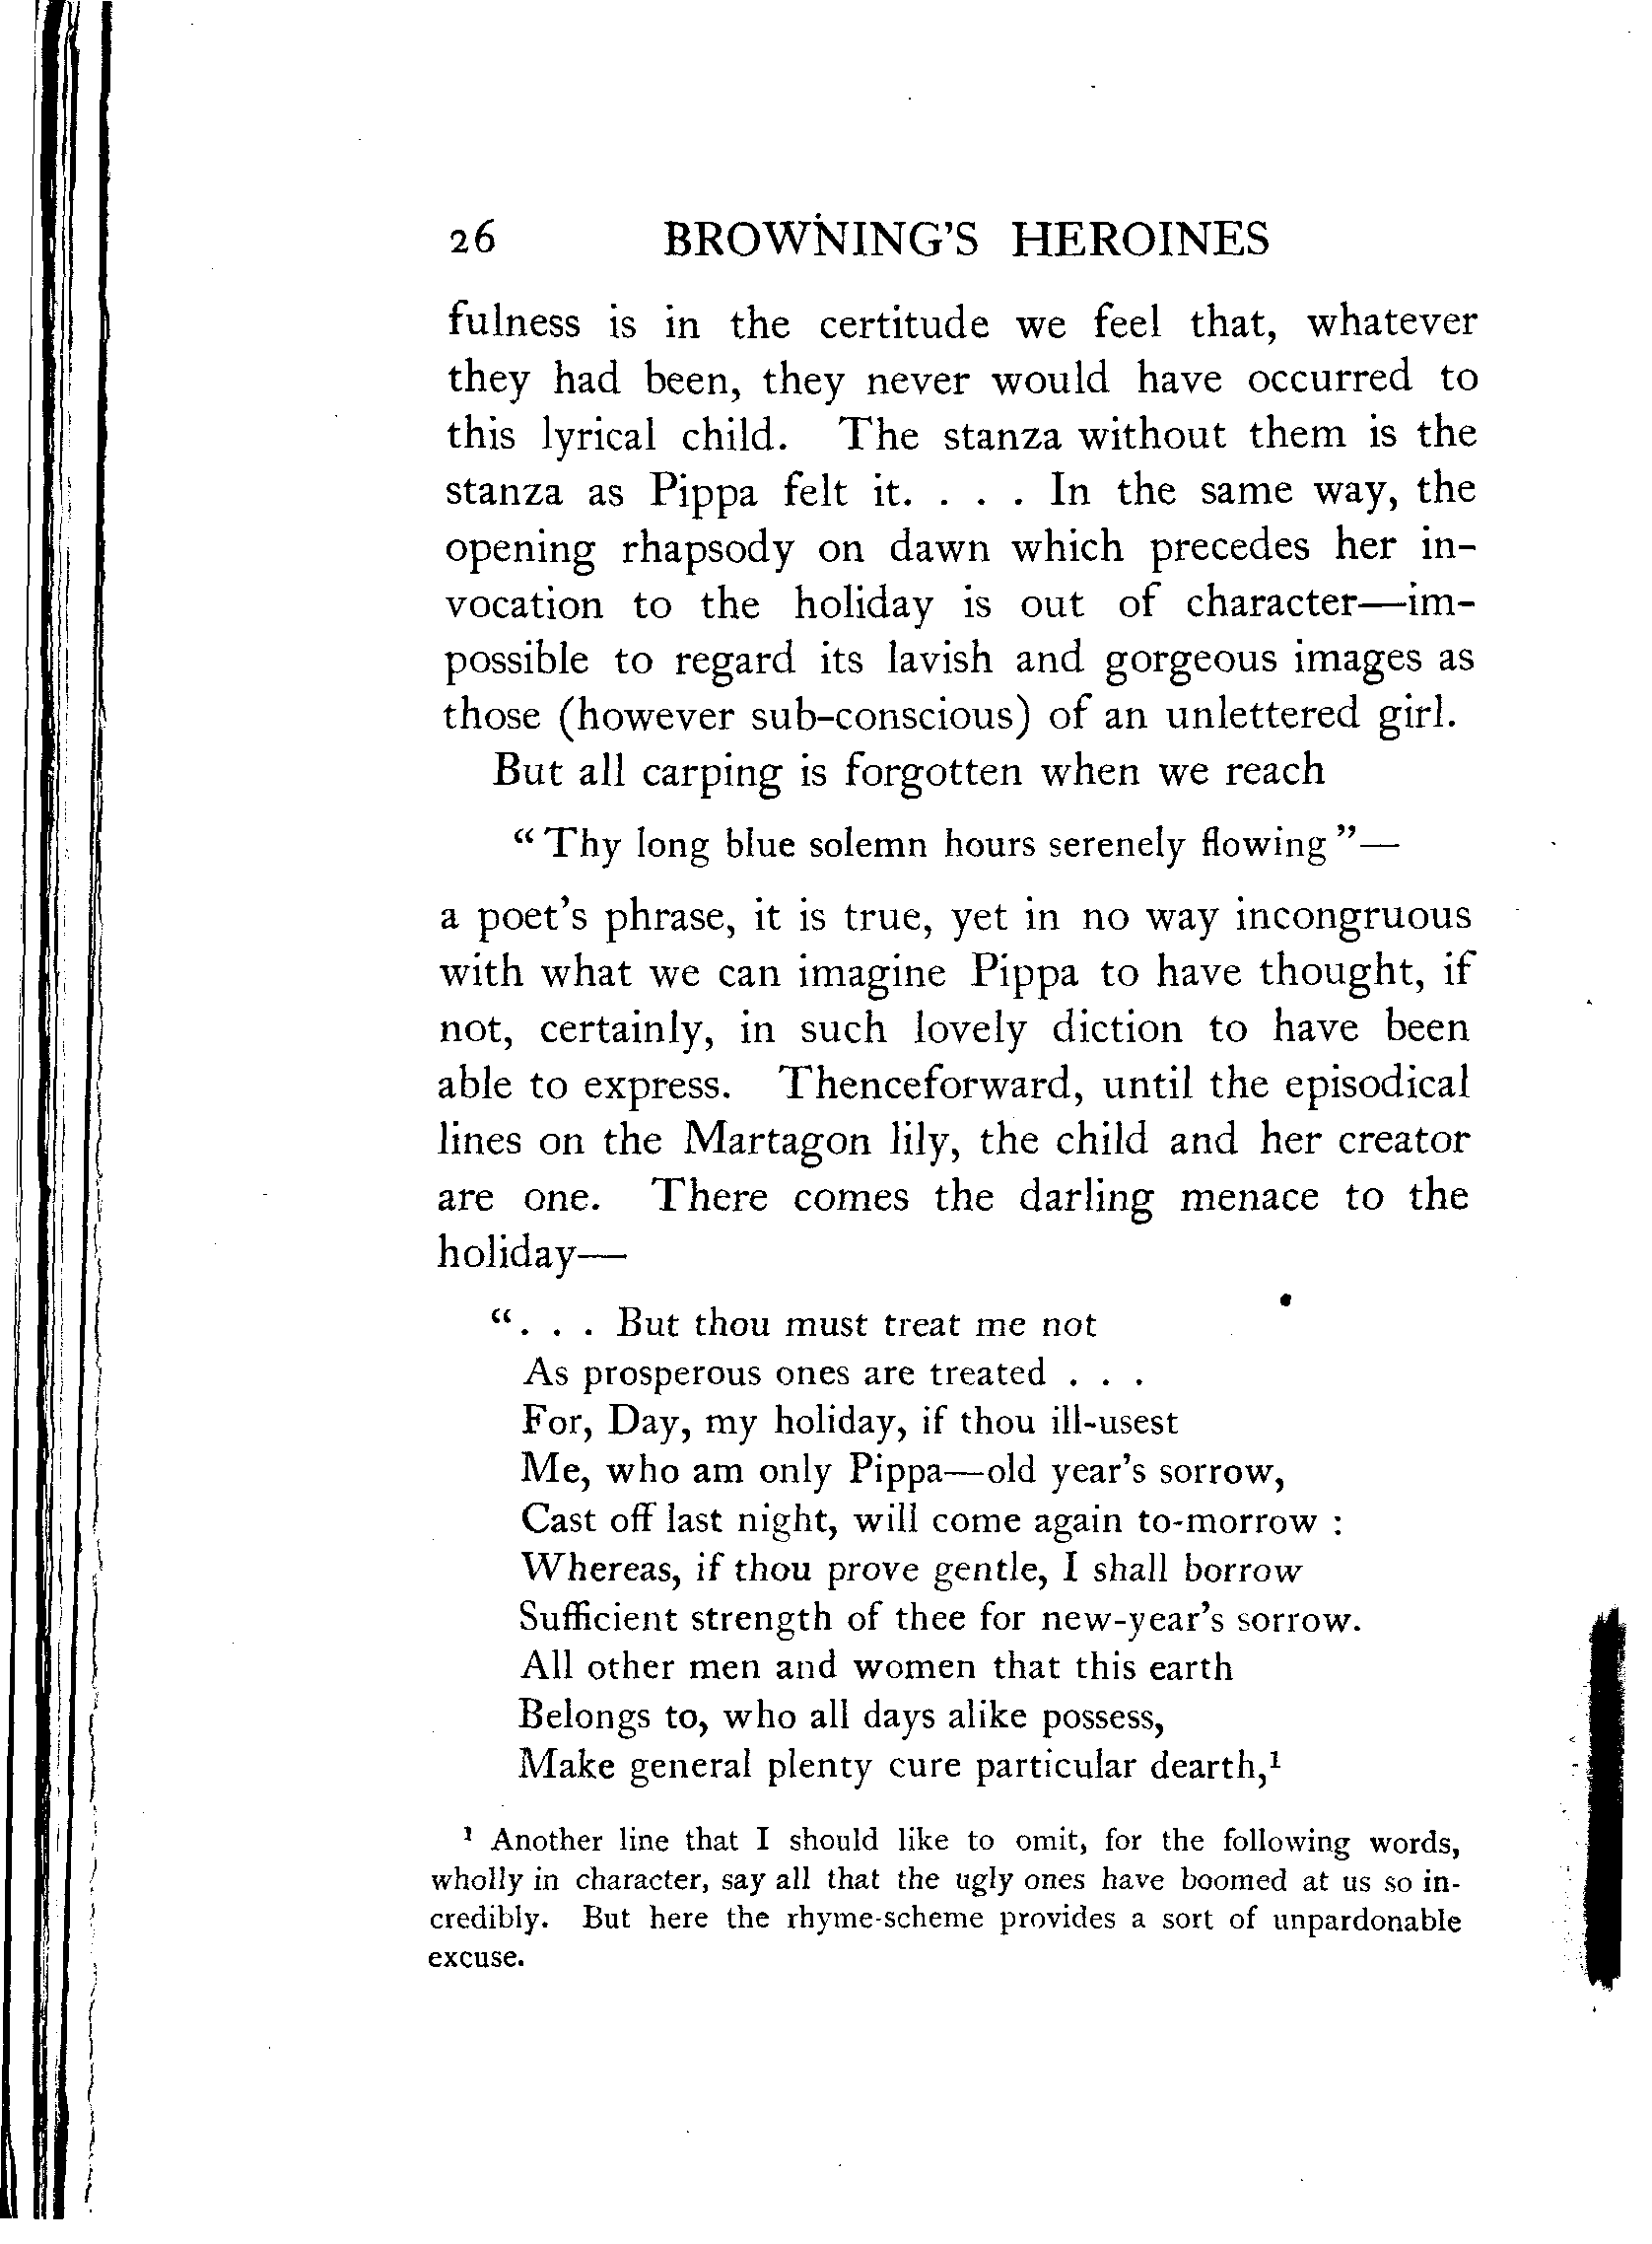 26 BROWNING'S HEROINES
fulness is in the certitude we feel that, whatever
they had been, they never would have occurred to
this lyrical child. The stanza without them is the
stanza as Pippa felt it. . . . In the same way, the
opening rhapsody on dawn which precedes her in-
vocation to the holiday is out of character—im-
possible to regard its lavish and gorgeous images as
those (however sub-conscious) of an unlettered girl.
But all carping is forgotten when we reach
“Thy long blue solemn hours serenely flowing”—
a poet's phrase, it is true, yet in no way incongruous
with what we can imagine Pippa to have thought, if
not, certainly, in such lovely diction to have been
able to express. Thenceforward, until the episodical
lines on the Martagon lily, the child and her creator
are one. There comes the darling menace to the
holiday—
“. . . But thou must treat me not
As prosperous ones are treated . . .
For, Day, my holiday, if thou ill-usest
Me, who am only Pippa—old year's sorrow,
Cast off last night, will come again to-morrow :
Whereas, if thou prove gentle, I shall borrow
Sufficient strength of thee for new-year's sorrow.
All other men and women that this earth
Belongs to, who all days alike possess,
Make general plenty cure particular dearth,¹
¹ Another line that I should like to omit, for the following words,
wholly in character, say all that the ugly ones have boomed at us so in-
credibly. But here the rhyme-scheme provides a sort of unpardonable
excuse.